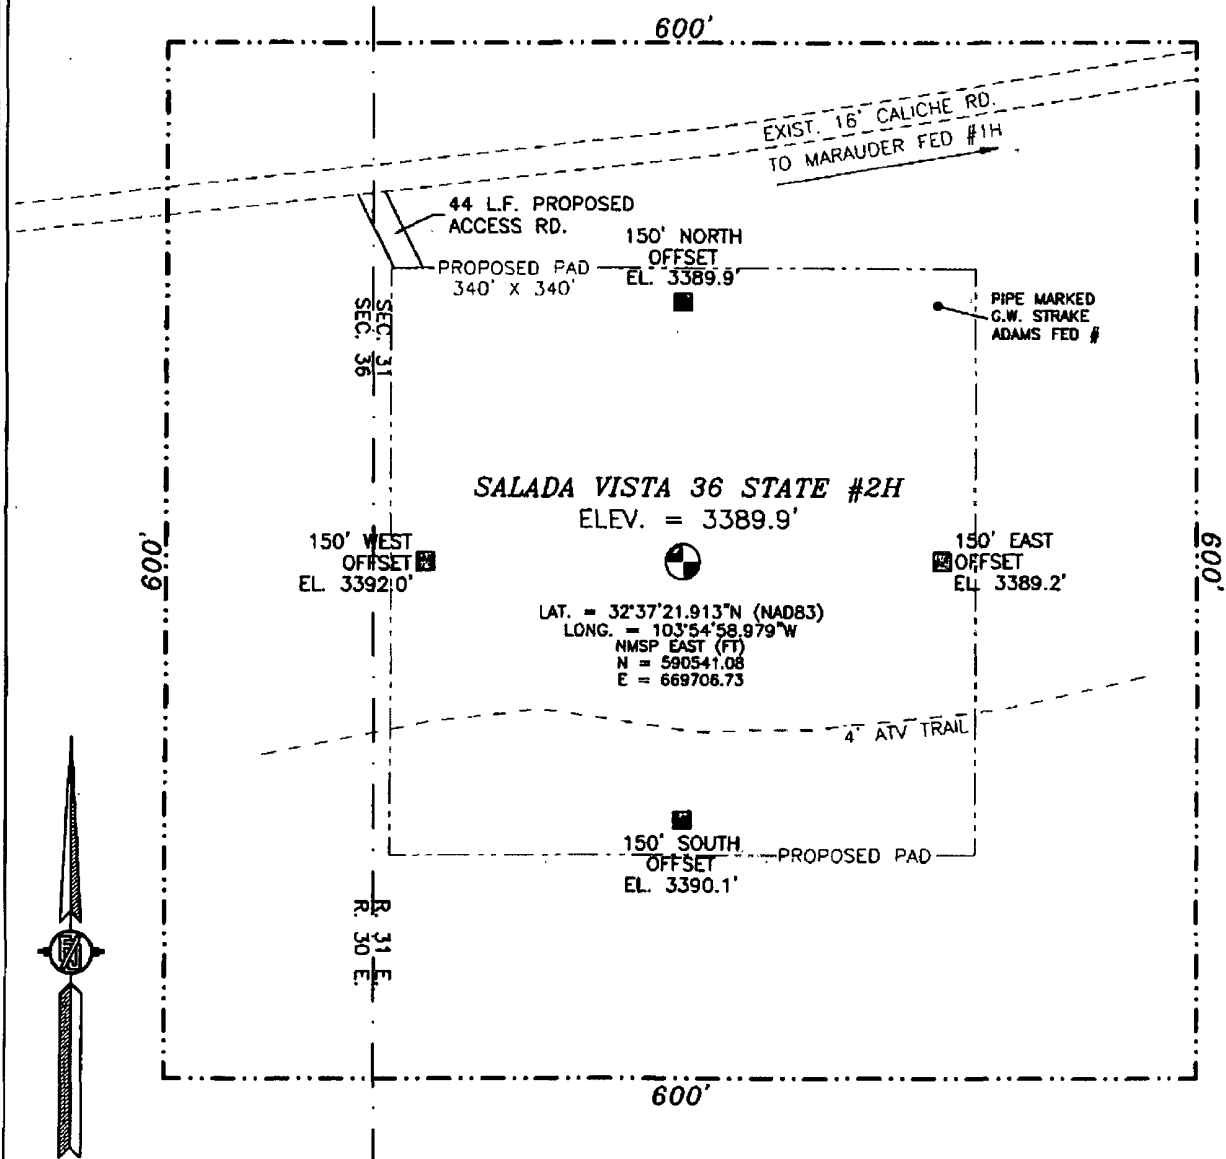 600'
EXIST. 16' CALICHE RD.
TO MARAUDER FED #1H
44 L.F. PROPOSED
ACCESS RD.
150' NORTH
OFFSET
EL. 3389.9'
PROPOSED PAD
340' X 340'
PIPE MARKED
G.W. STRAKE
ADAMS FED #
SEC. 31
SEC. 36
SALADA VISTA 36 STATE #2H
ELEV. = 3389.9'
600'
150' WEST
OFFSET
EL. 3392.0'
150' EAST
OFFSET
EL. 3389.2'
600'
LAT. = 32°37'21.913"N (NAD83)
LONG. = 103°54'58.979"W
NMSP EAST (FT)
N = 590541.08
E = 669706.73
4' ATV TRAIL
150' SOUTH
OFFSET
EL. 3390.1'
PROPOSED PAD
R. 31 E.
R. 30 E.
600'